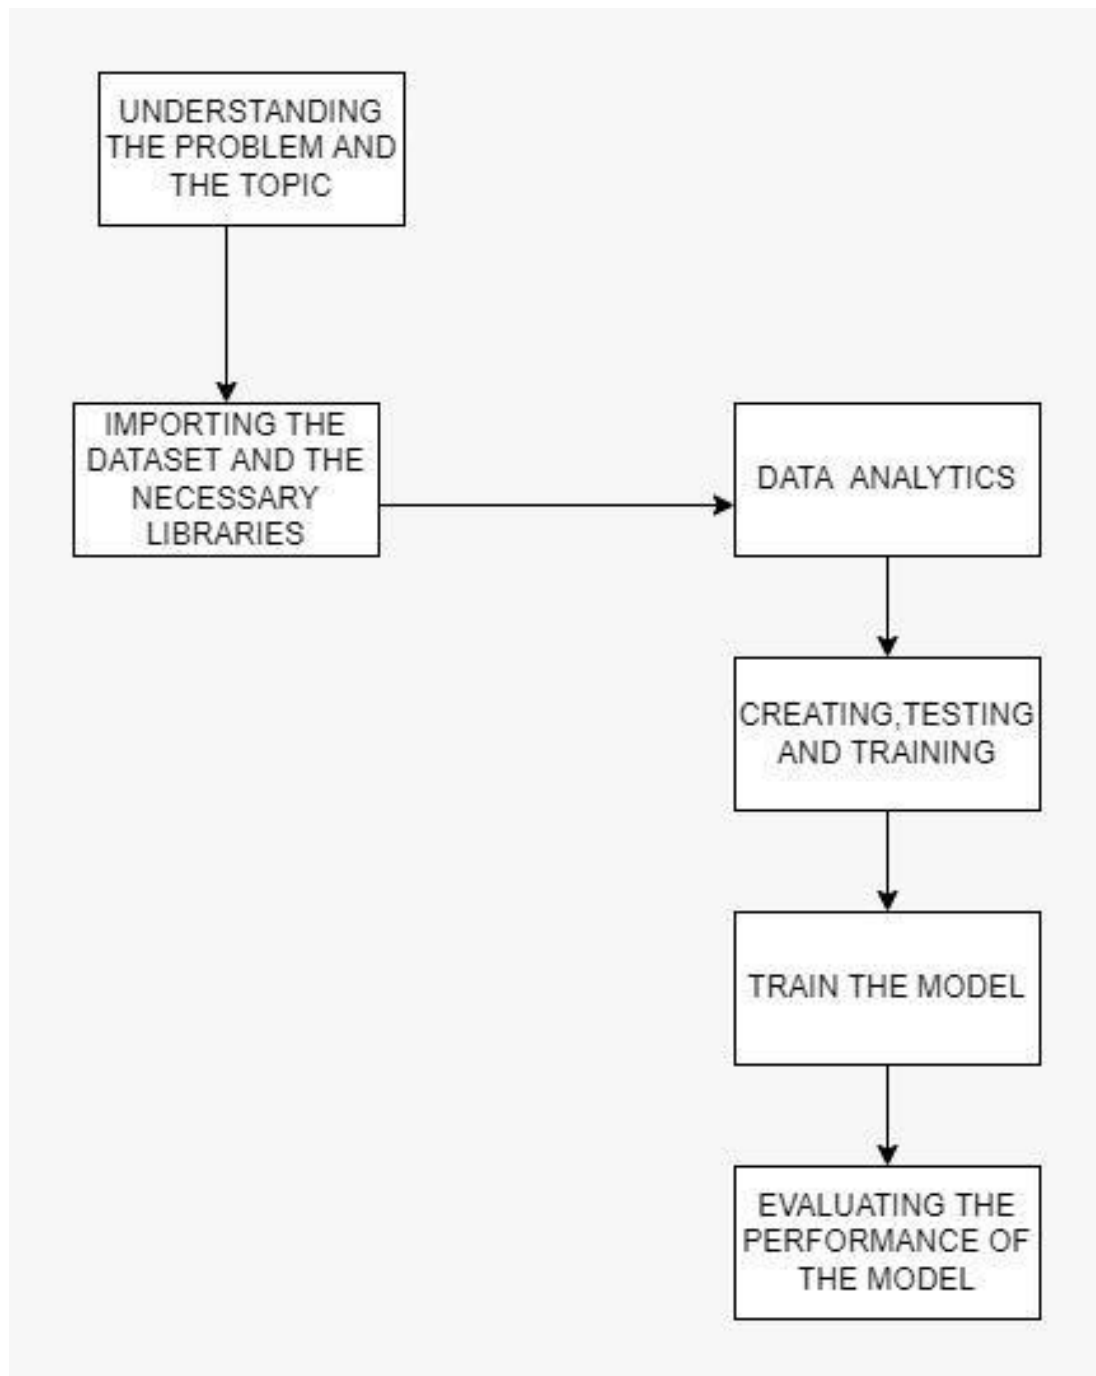 UNDERSTANDING
THE PROBLEM AND
THE TOPIC
IMPORTING THE
DATASET AND THE
NECESSARY
LIBRARIES
DATA  ANALYTICS
CREATING,TESTING
AND TRAINING
TRAIN THE MODEL
EVALUATING THE
PERFORMANCE OF
THE MODEL